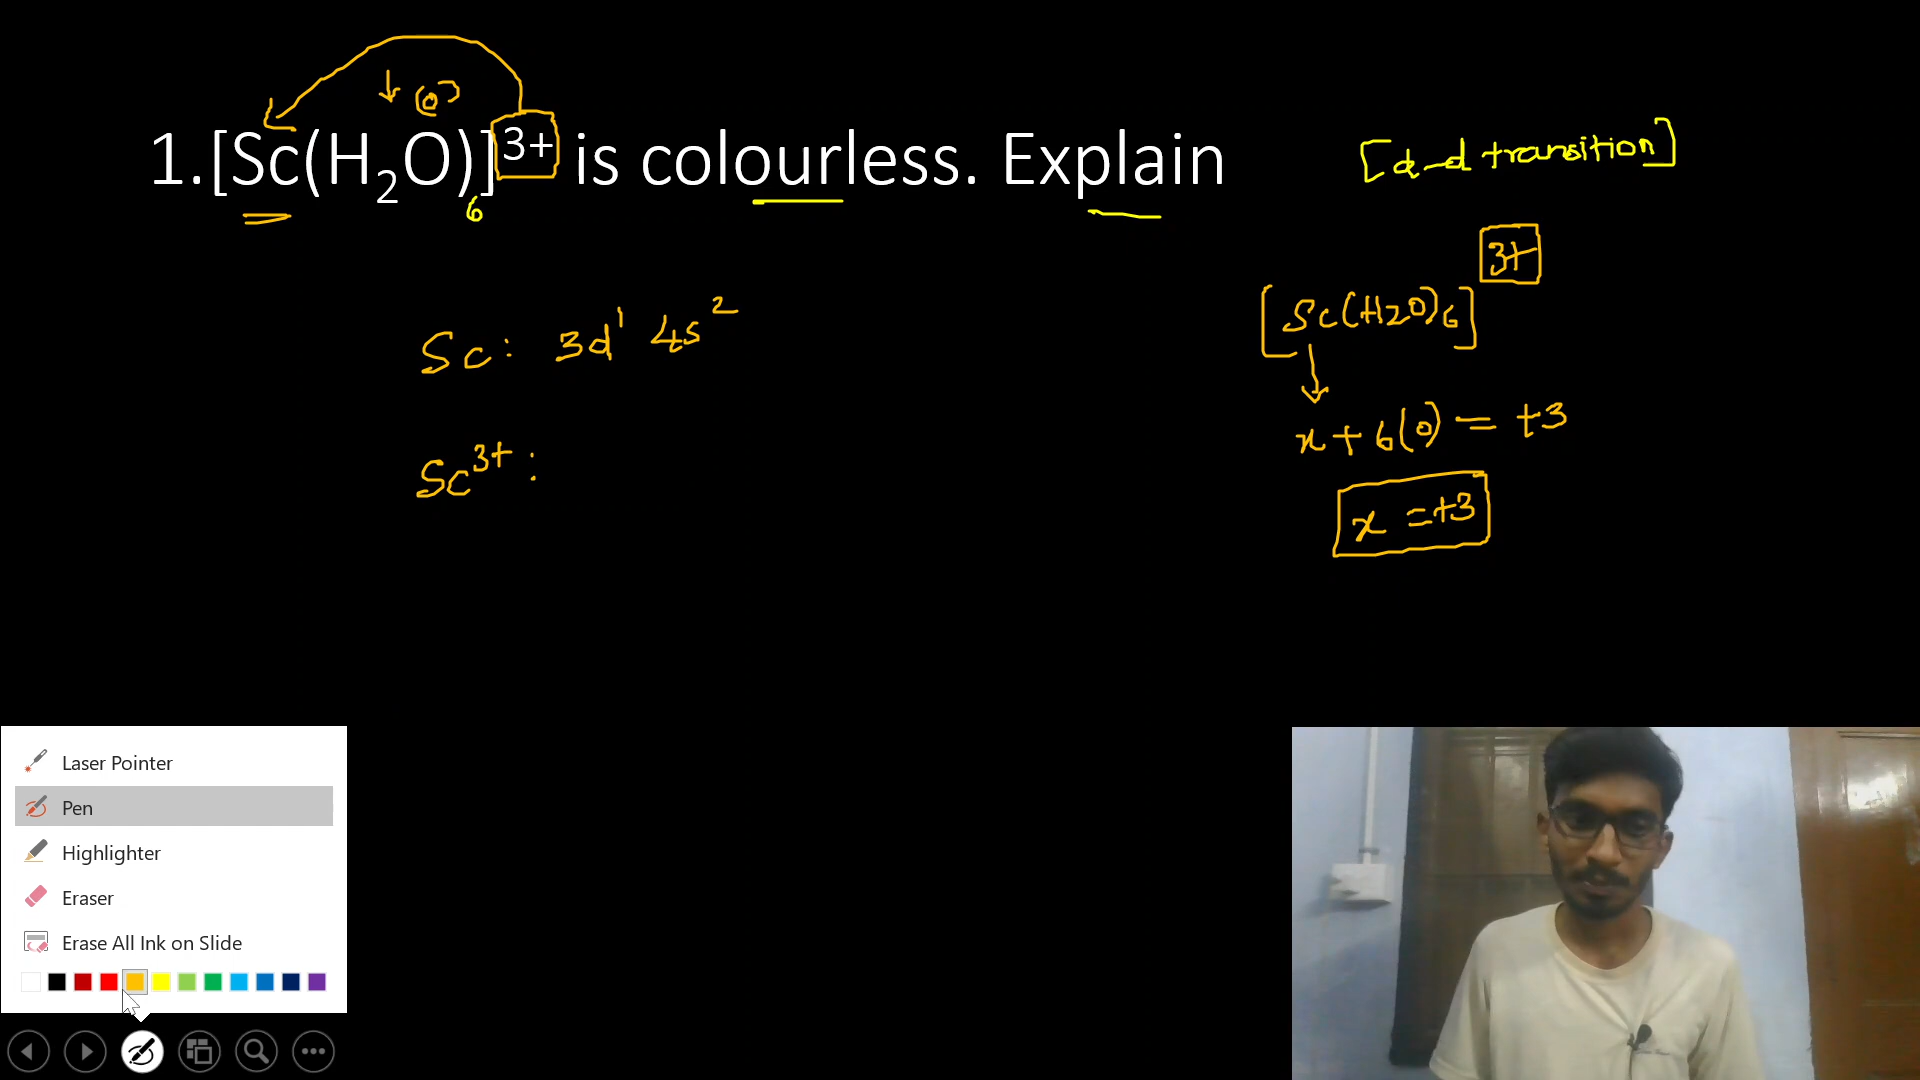 (0)
1.[Sc(H₂O)₆]³⁺ is colourless. Explain
[d-d transition]
[Sc(H2O)6]³⁺
Sc: 3d¹ 4s²
x + 6(0) = +3
Sc³⁺:
x = +3
Laser Pointer
Pen
Highlighter
Eraser
Erase All Ink on Slide